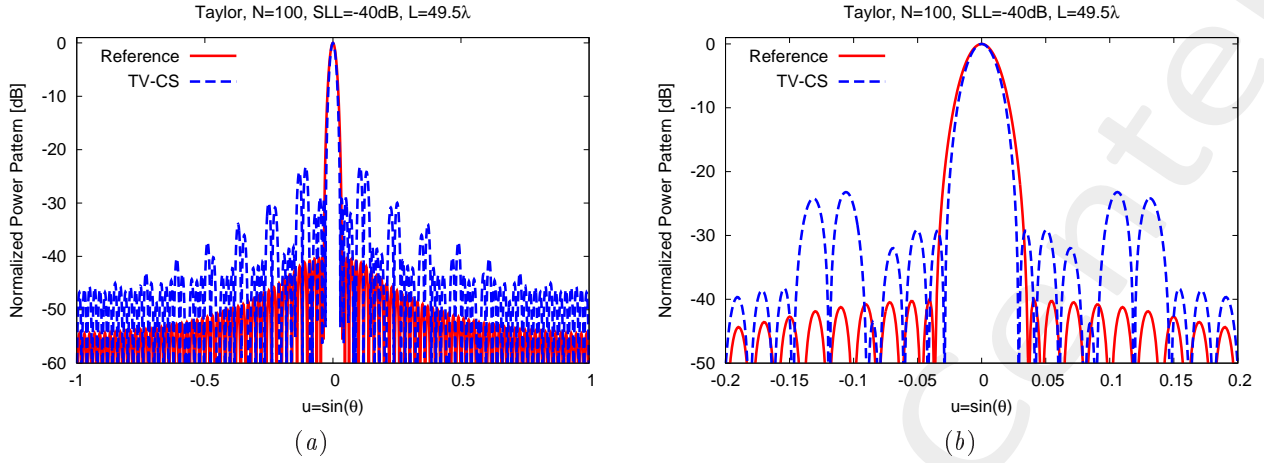 Taylor, N=100, SLL=-40dB, L=49.5λ
Reference
TV-CS
Normalized Power Pattern [dB]
0
-10
-20
-30
-40
-50
-60
-1
-0.5
0
0.5
1
u=sin(θ)
(a)
Taylor, N=100, SLL=-40dB, L=49.5λ
Reference
TV-CS
Normalized Power Pattern [dB]
0
-10
-20
-30
-40
-50
-0.2
-0.15
-0.1
-0.05
0
0.05
0.1
0.15
0.2
u=sin(θ)
(b)
Center